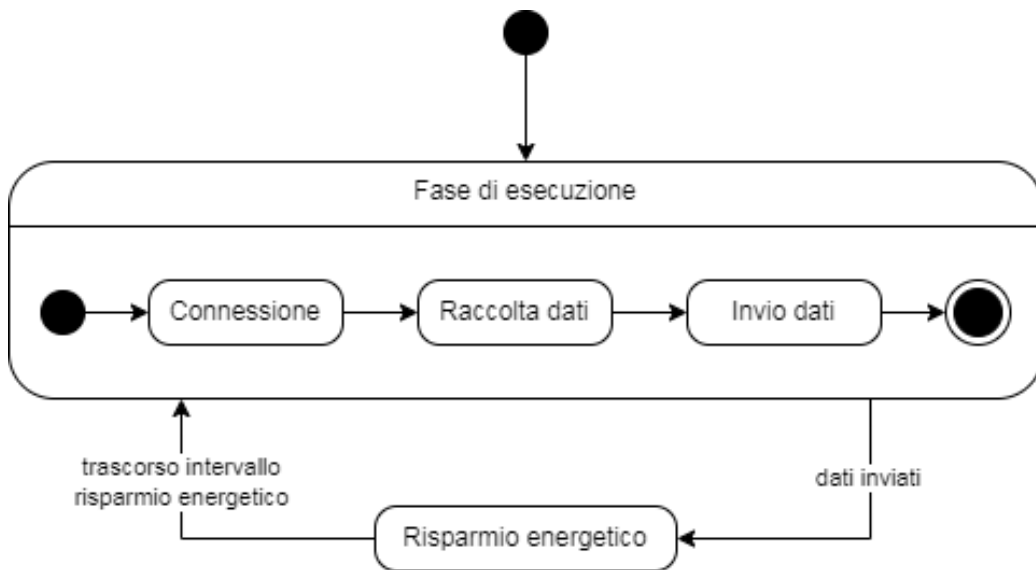 Fase di esecuzione
Connessione
Raccolta dati
Invio dati
trascorso intervallo
risparmio energetico
dati inviati
Risparmio energetico